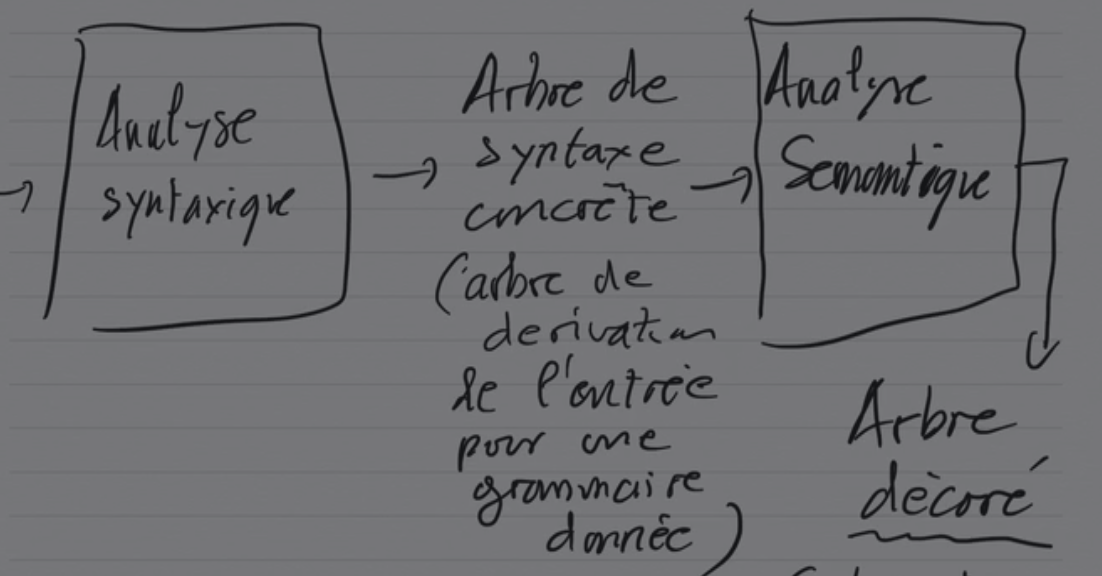 Analyse
syntaxique
→ Arbre de
syntaxe
concrète
(arbre de
derivation
de l'entrée
pour une
grammaire
donnée)
Analyse
Semantique
Arbre
décoré